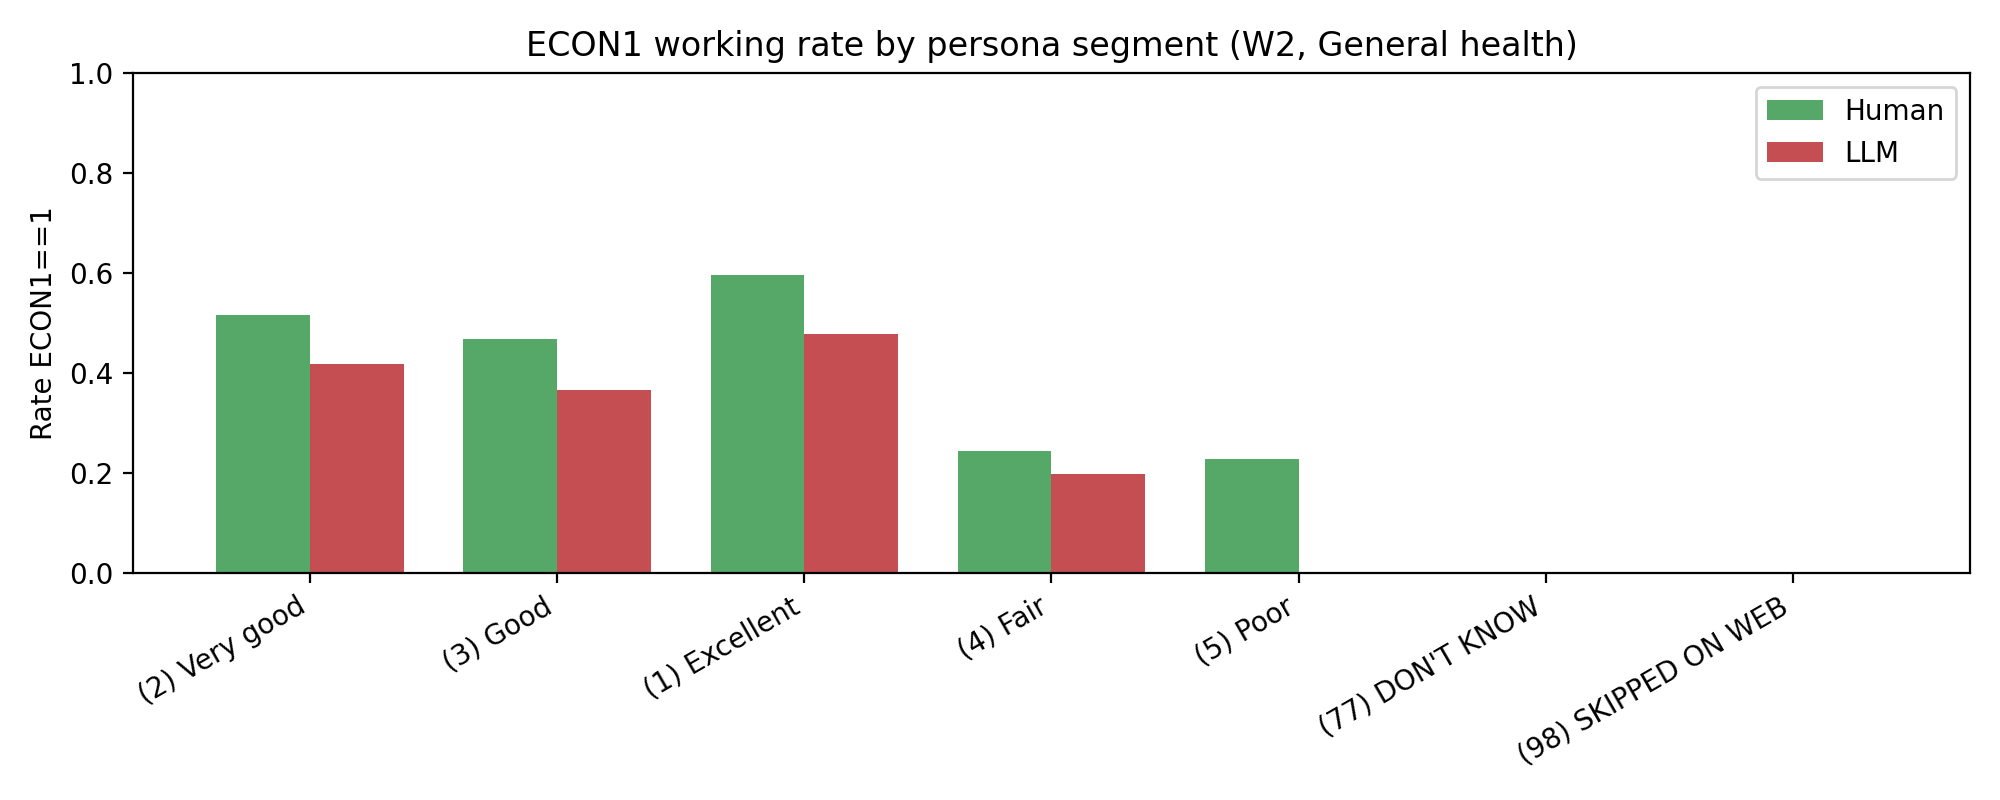 ECON1 working rate by persona segment (W2, General health)
Rate ECON1==1
1.0
0.8
0.6
0.4
0.2
0.0
Human
LLM
(2) Very good
(3) Good
(1) Excellent
(4) Fair
(5) Poor
(77) DON'T KNOW
(98) SKIPPED ON WEB